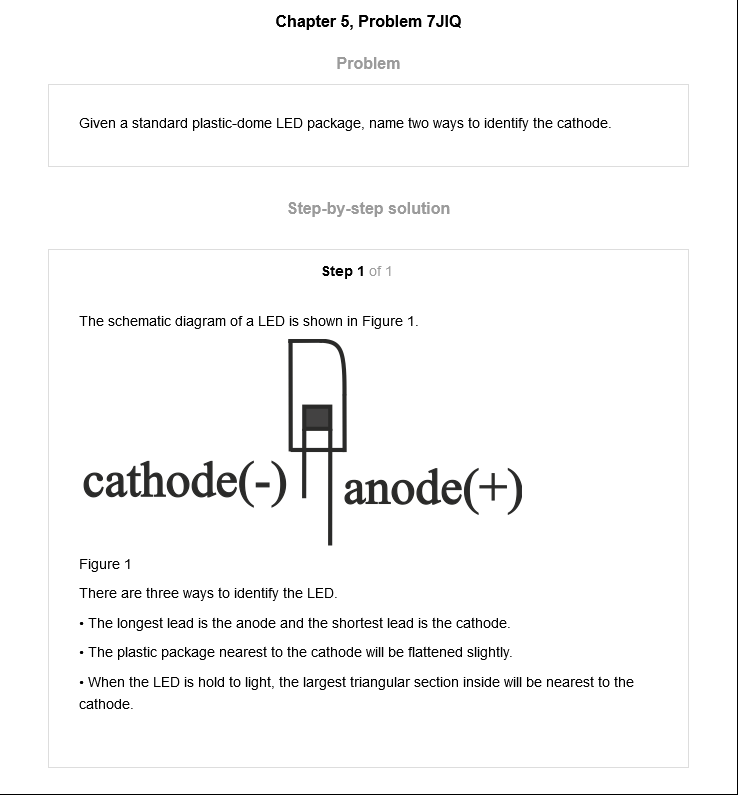 Chapter 5, Problem 7JIQ
Problem
Given a standard plastic-dome LED package, name two ways to identify the cathode.
Step-by-step solution
Step 1 of 1
The schematic diagram of a LED is shown in Figure 1.
cathode(-)
anode(+)
Figure 1
There are three ways to identify the LED.
• The longest lead is the anode and the shortest lead is the cathode.
• The plastic package nearest to the cathode will be flattened slightly.
• When the LED is hold to light, the largest triangular section inside will be nearest to the
cathode.